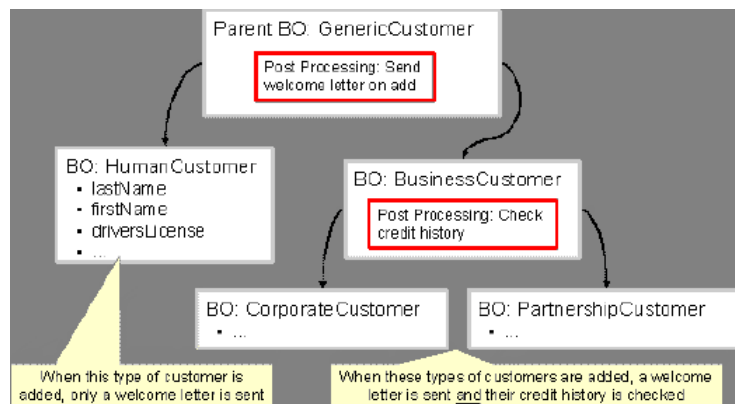 Parent BO: GenericCustomer
Post Processing: Send
welcome letter on add
BO: HumanCustomer
• lastName
• firstName
• driversLicense
• ...
BO: BusinessCustomer
Post Processing: Check
credit history
BO: CorporateCustomer
• ...
BO: PartnershipCustomer
• ...
When this type of customer is
added, only a welcome letter is sent
When these types of customers are added, a welcome
letter is sent and their credit history is checked